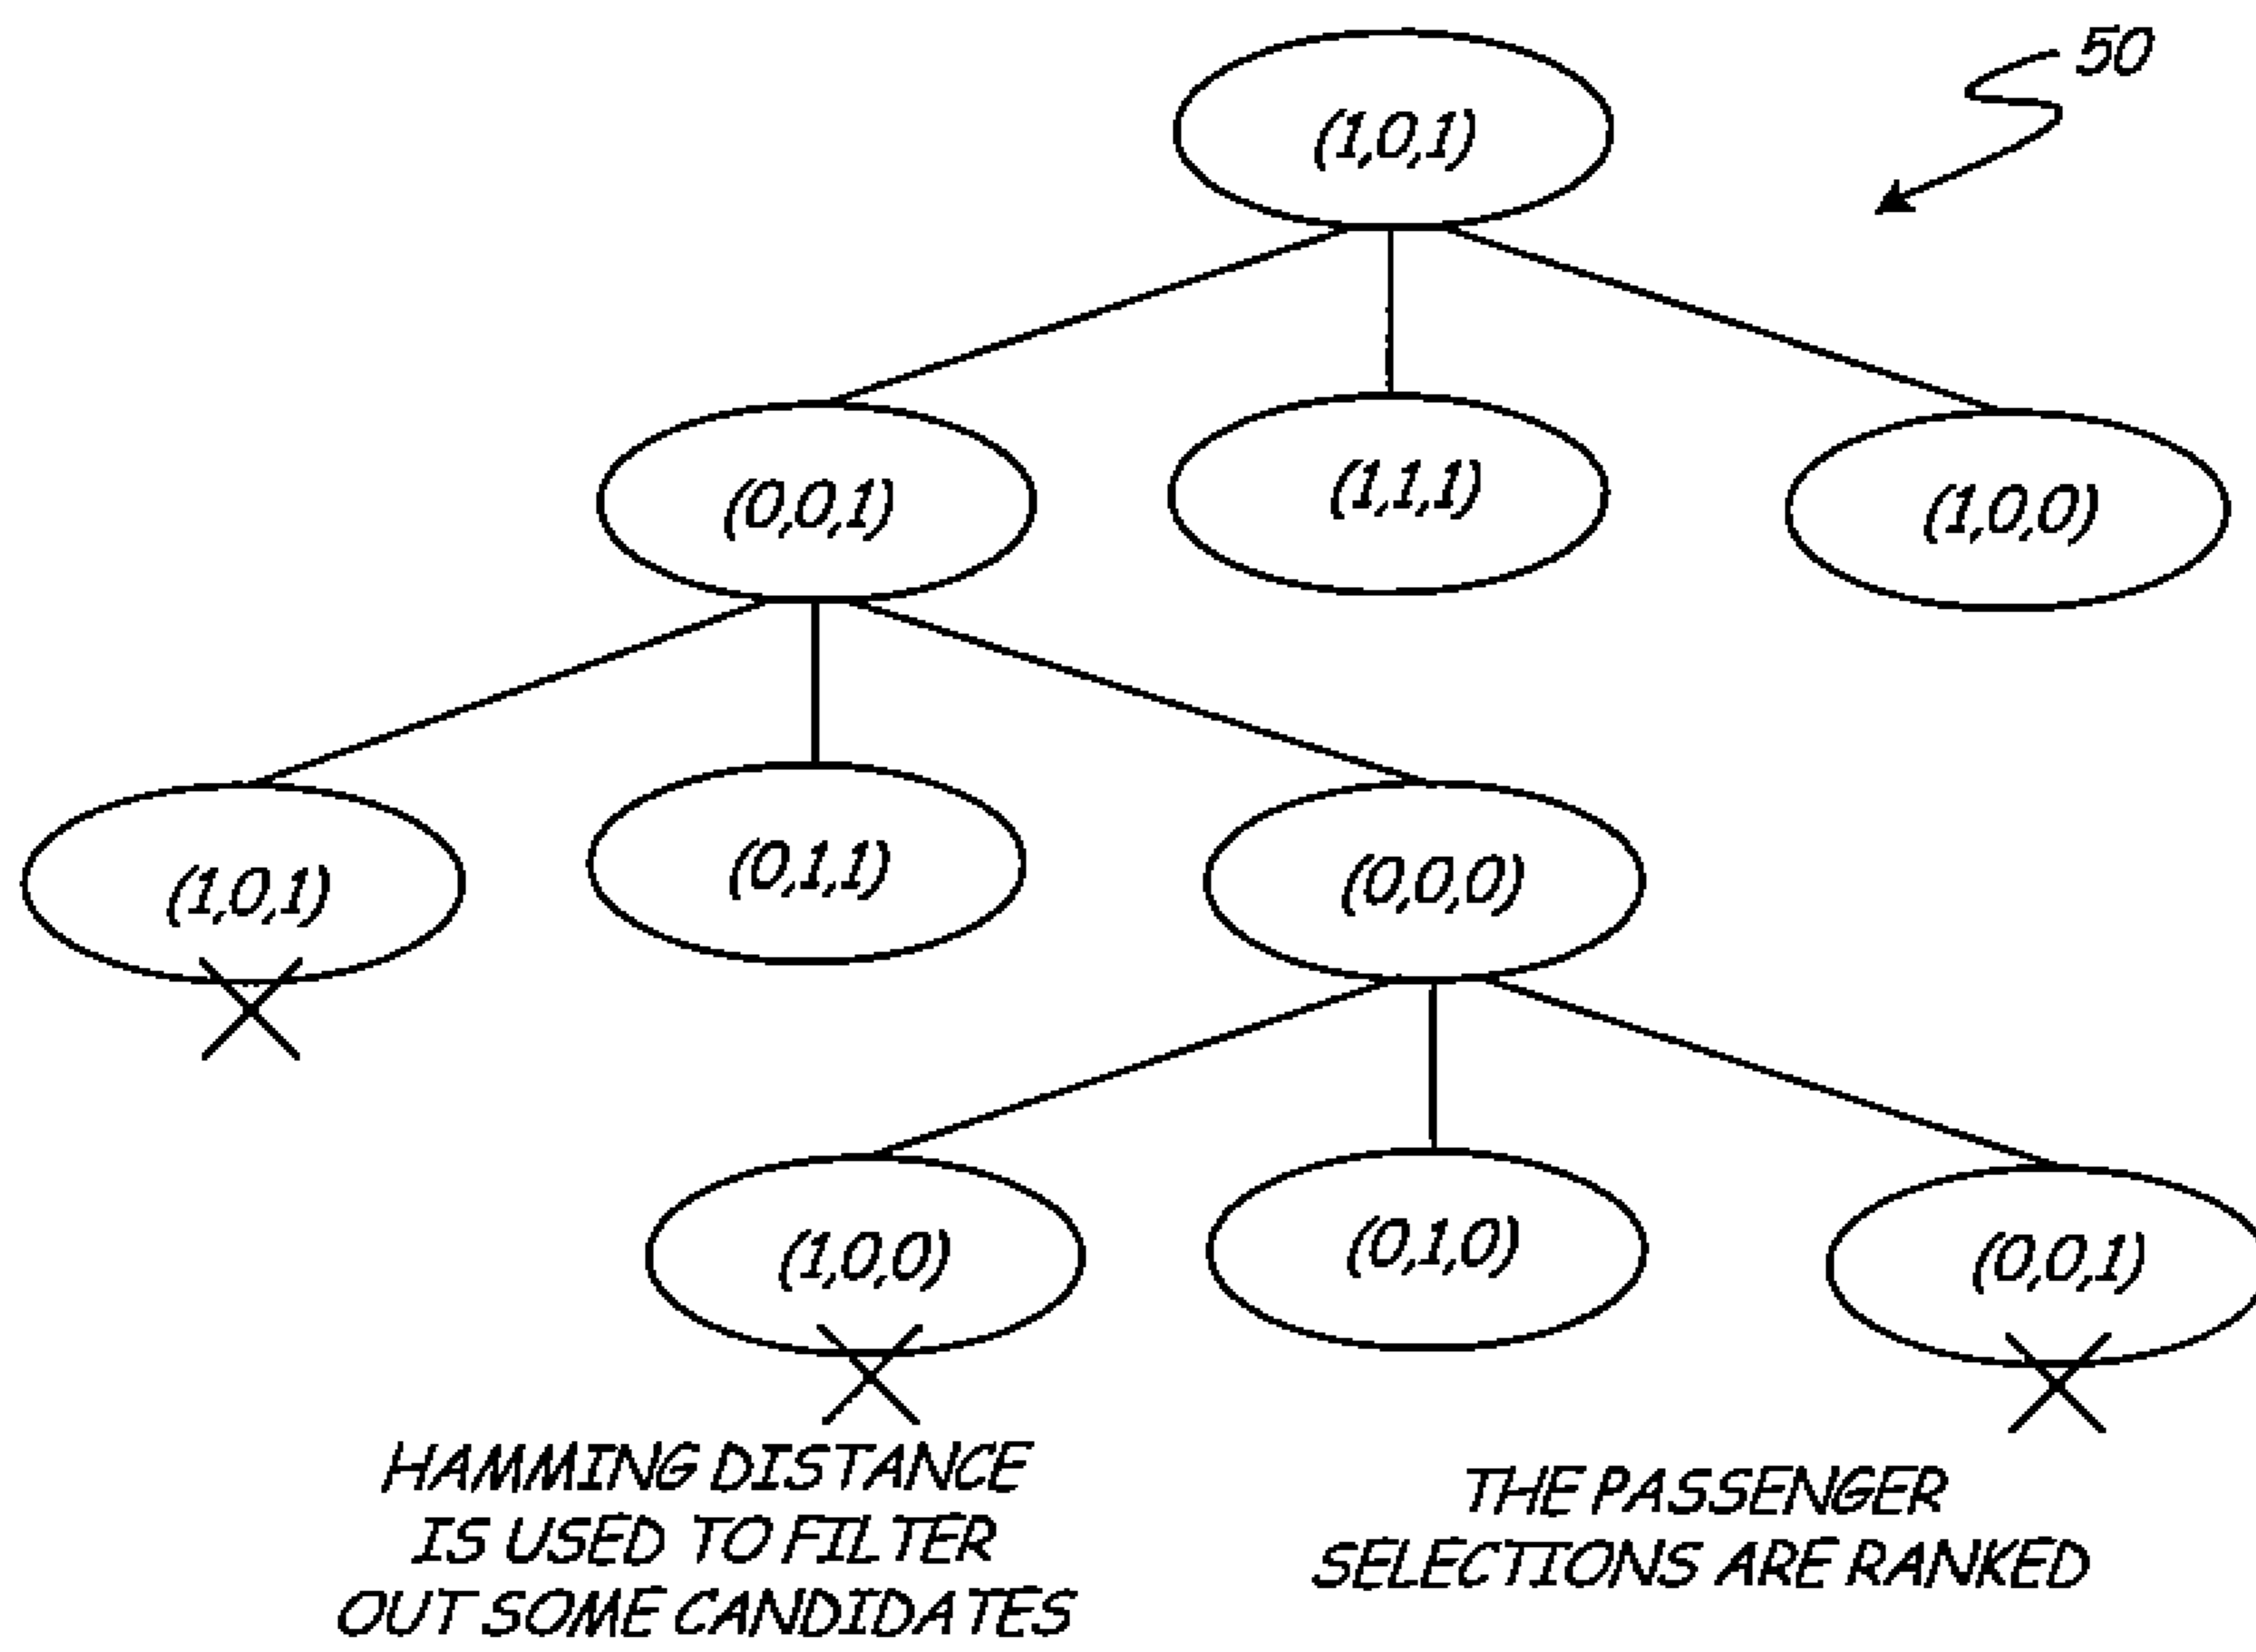 50
(1,0,1)
(0,0,1)
(1,1,1)
(1,0,0)
(1,0,1)
(0,1,1)
(0,0,0)
(1,0,0)
(0,1,0)
(0,0,1)
HAMMING DISTANCE
IS USED TO FILTER
OUT SOME CANDIDATES
THE PASSENGER
SELECTIONS ARE RANKED